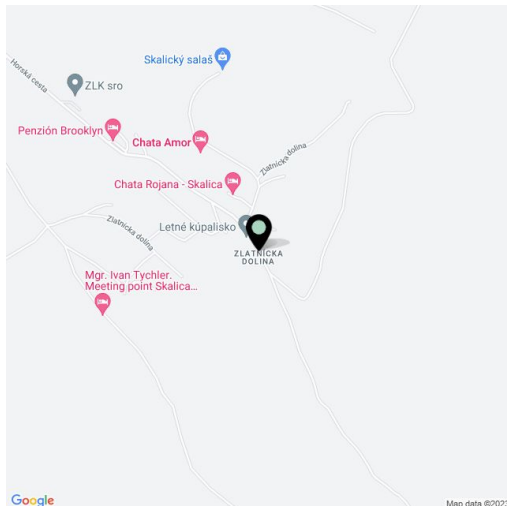 Skalický salaš
Horská cesta
ZLK sro
Penzión Brooklyn
Chata Amor
Zlatnícka dolina
Chata Rojana - Skalica
Letné kúpalisko
Zlatnícka dolina
ZLATNÍCKA
DOLINA
Mgr. Ivan Tychler.
Meeting point Skalica...
Google
Map data ©2023